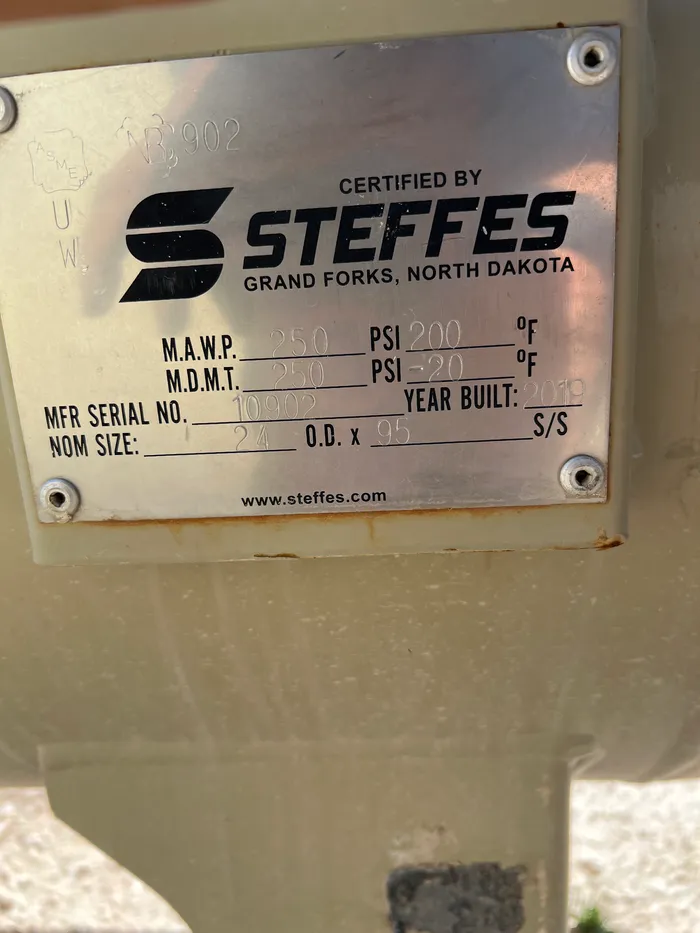 NB 902
ASME
U
W
CERTIFIED BY
STEFFES
GRAND FORKS, NORTH DAKOTA
M.A.W.P. 250 PSI 200 °F
M.D.M.T. 250 PSI -20 °F
MFR SERIAL NO. 10902 YEAR BUILT: 2019
NOM SIZE: 24 O.D. x 95 S/S
www.steffes.com